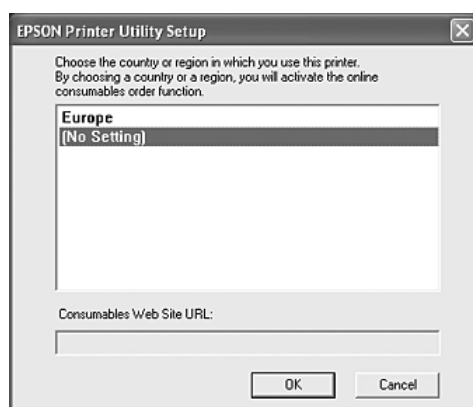 EPSON Printer Utility Setup
Choose the country or region in which you use this printer.
By choosing a country or a region, you will activate the online
consumables order function.
Europe
(No Setting)
Consumables Web Site URL:
OK
Cancel